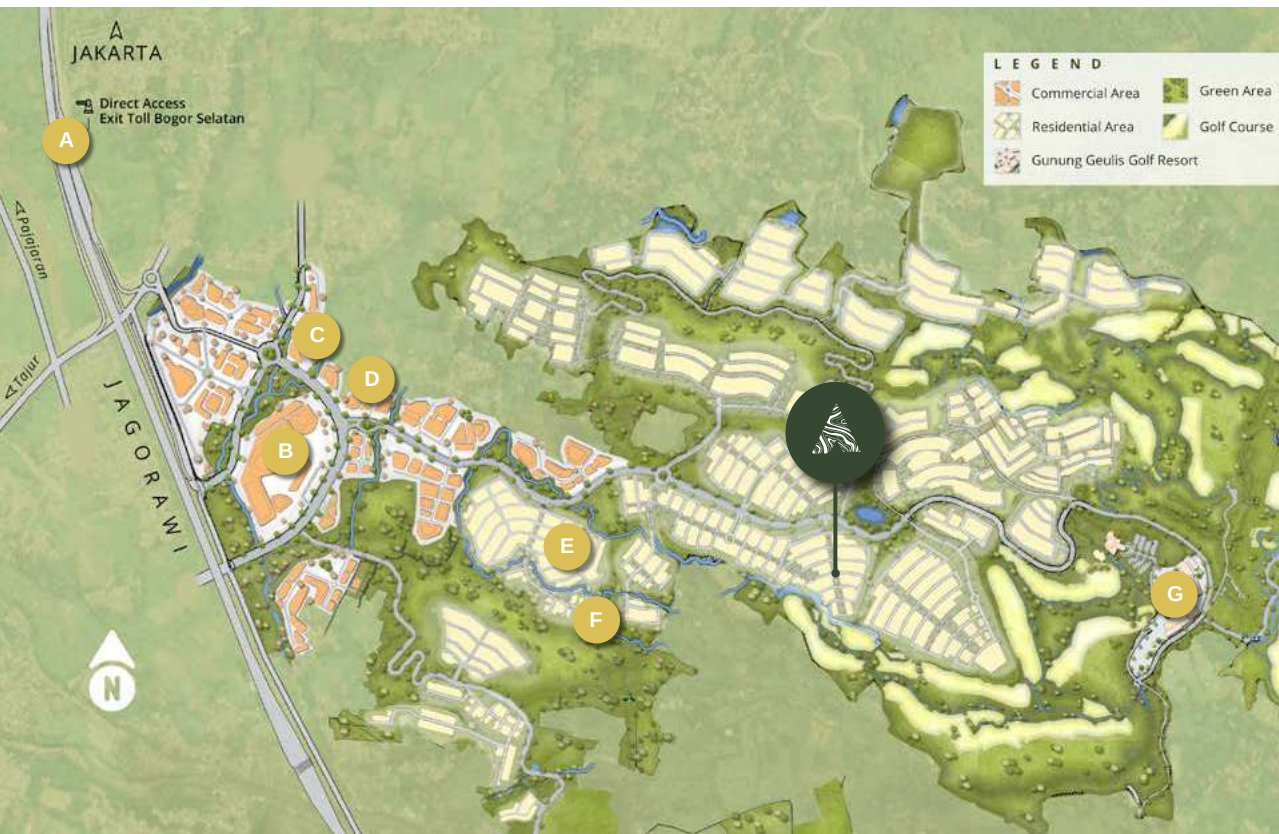 JAKARTA
Direct Access
Exit Toll Bogor Selatan
A
Pajajaran
Tajur
JAGORAWI
B
C
D
E
F
G
N
LEGEND
Commercial Area
Green Area
Residential Area
Golf Course
Gunung Geulis Golf Resort